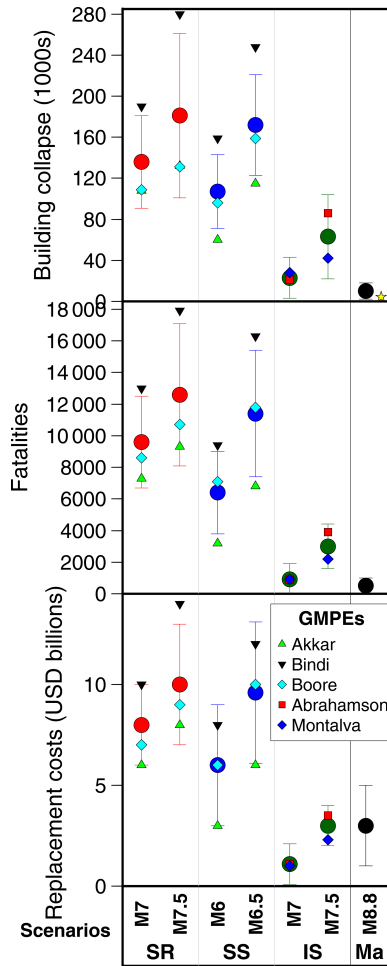 Building collapse (1000s)
280
240
200
160
120
80
40
0
Fatalities
18 000
16 000
14 000
12 000
10 000
8000
6000
4000
2000
0
Replacement costs (USD billions)
10
5
0
GMPEs
Akkar
Bindi
Boore
Abrahamson
Montalva
Scenarios
M7 M7.5 M6 M6.5 M7 M7.5 M8.8
SR SS IS Ma